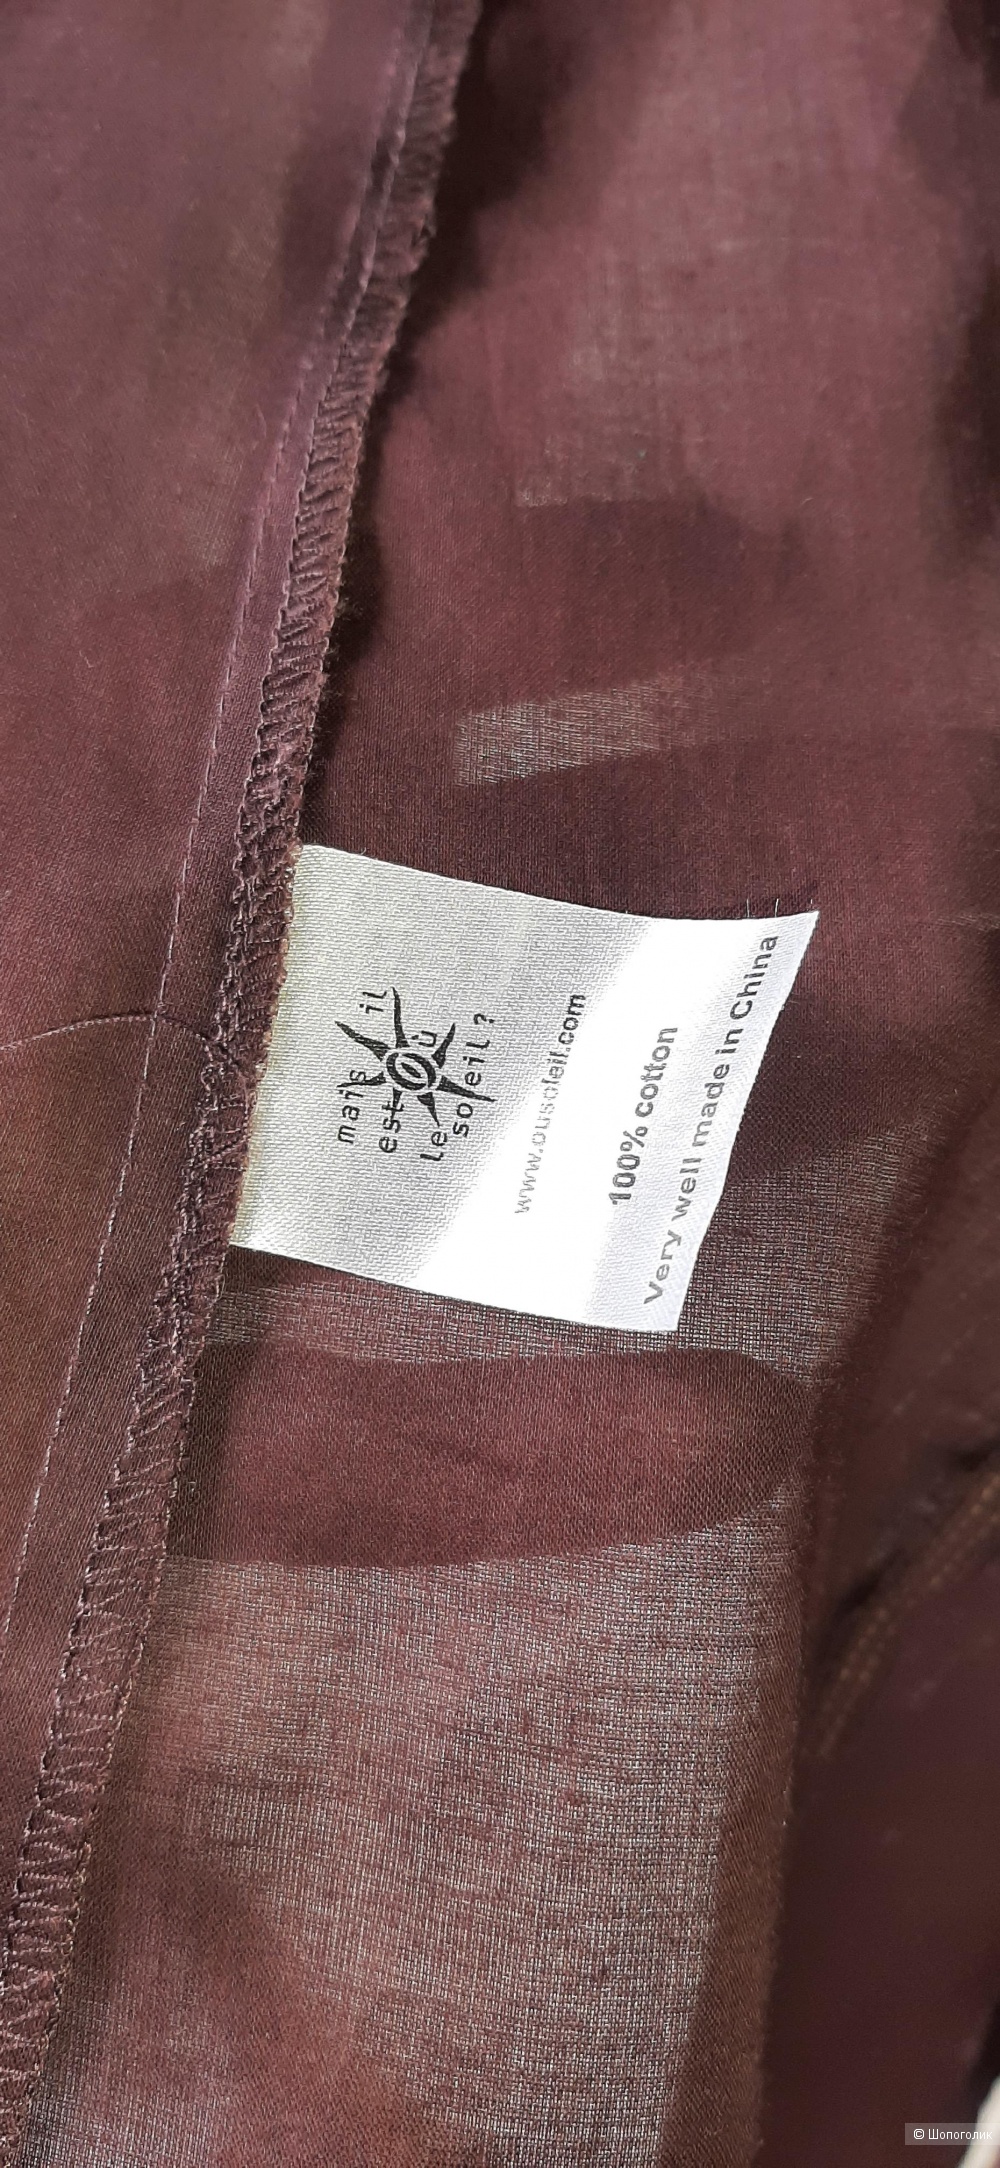 mais il
est Où
le soleil?
www.ousoleil.com
100% cotton
Very well made in China
© Шопоголик